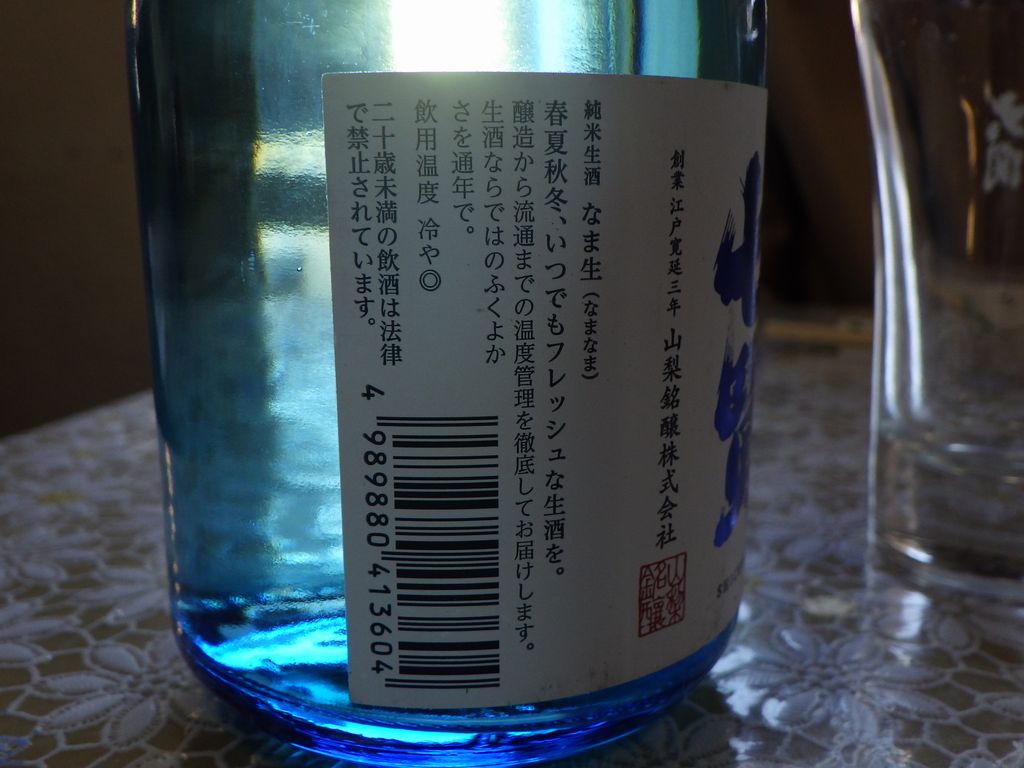 創業 江戸寛延三年 山梨銘醸株式会社
山梨銘醸
純米生酒 なま生（なまなま）
春夏秋冬、いつでもフレッシュな生酒を。
醸造から流通までの温度管理を徹底してお届けします。
生酒ならではのふくよか
さを通年で。
飲用温度 冷や◎
二十歳未満の飲酒は法律
で禁止されています。
4 989880 413604